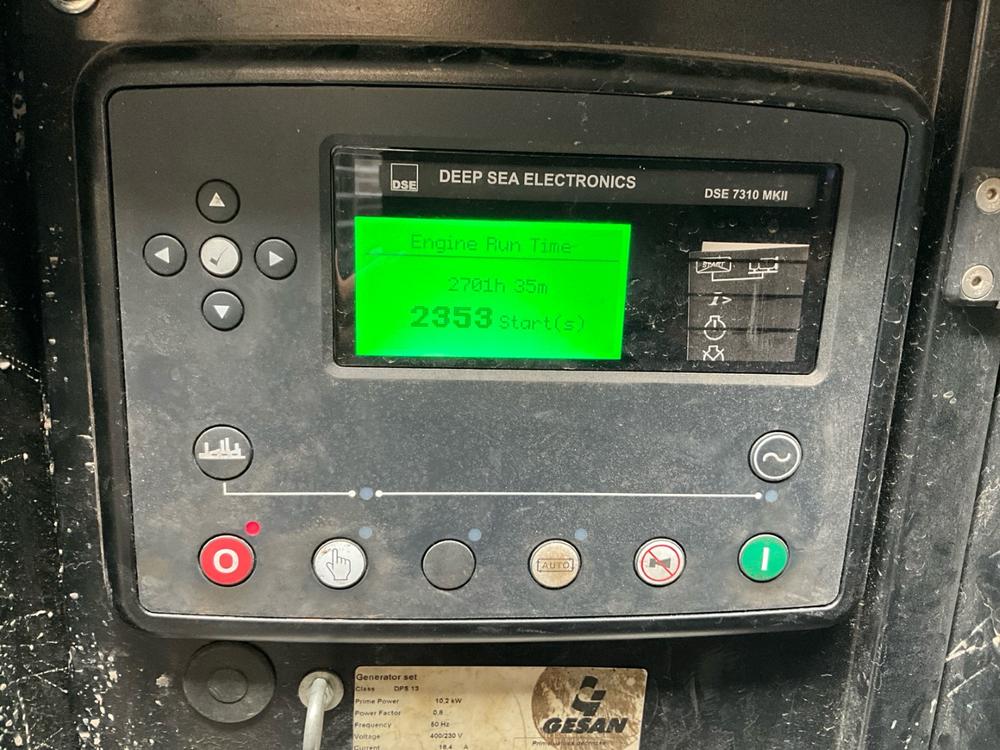 DSE
DEEP SEA ELECTRONICS
DSE 7310 MKII
Engine Run Time
2701h 35m
2353 Start(s)
START
I>
O
AUTO
I
Generator set
Class DPS 13
Prime Power 10,2 kW
Power Factor 0,8
Frequency 50 Hz
Voltage 400/230 V
Current 18,4 A
GESAN